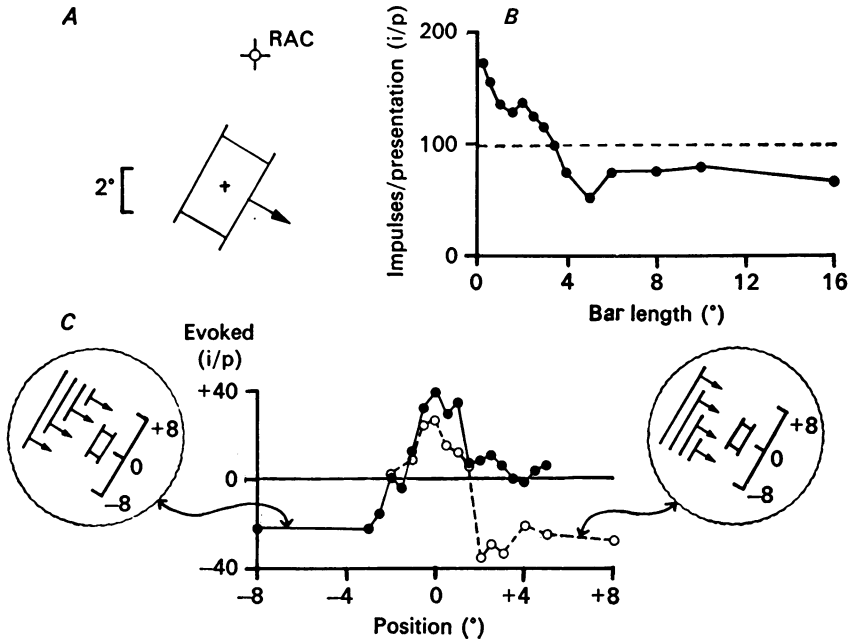 A
RAC
2°
B
Impulses/presentation (i/p)
200
100
0
0 4 8 12 16
Bar length (°)
C
Evoked
(i/p)
+40
0
−40
−8 −4 0 +4 +8
Position (°)
+8
0
−8
+8
0
−8